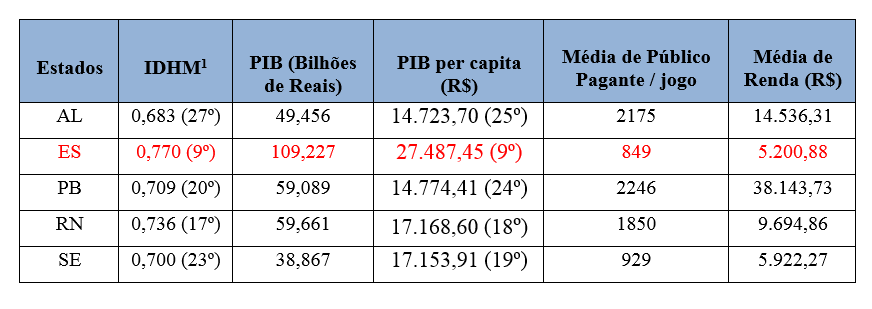 Estados IDHM¹ PIB (Bilhões de Reais) PIB per capita (R$) Média de Público Pagante / jogo Média de Renda (R$)
AL 0,683 (27º) 49,456 14.723,70 (25º) 2175 14.536,31
ES 0,770 (9º) 109,227 27.487,45 (9º) 849 5.200,88
PB 0,709 (20º) 59,089 14.774,41 (24º) 2246 38.143,73
RN 0,736 (17º) 59,661 17.168,60 (18º) 1850 9.694,86
SE 0,700 (23º) 38,867 17.153,91 (19º) 929 5.922,27